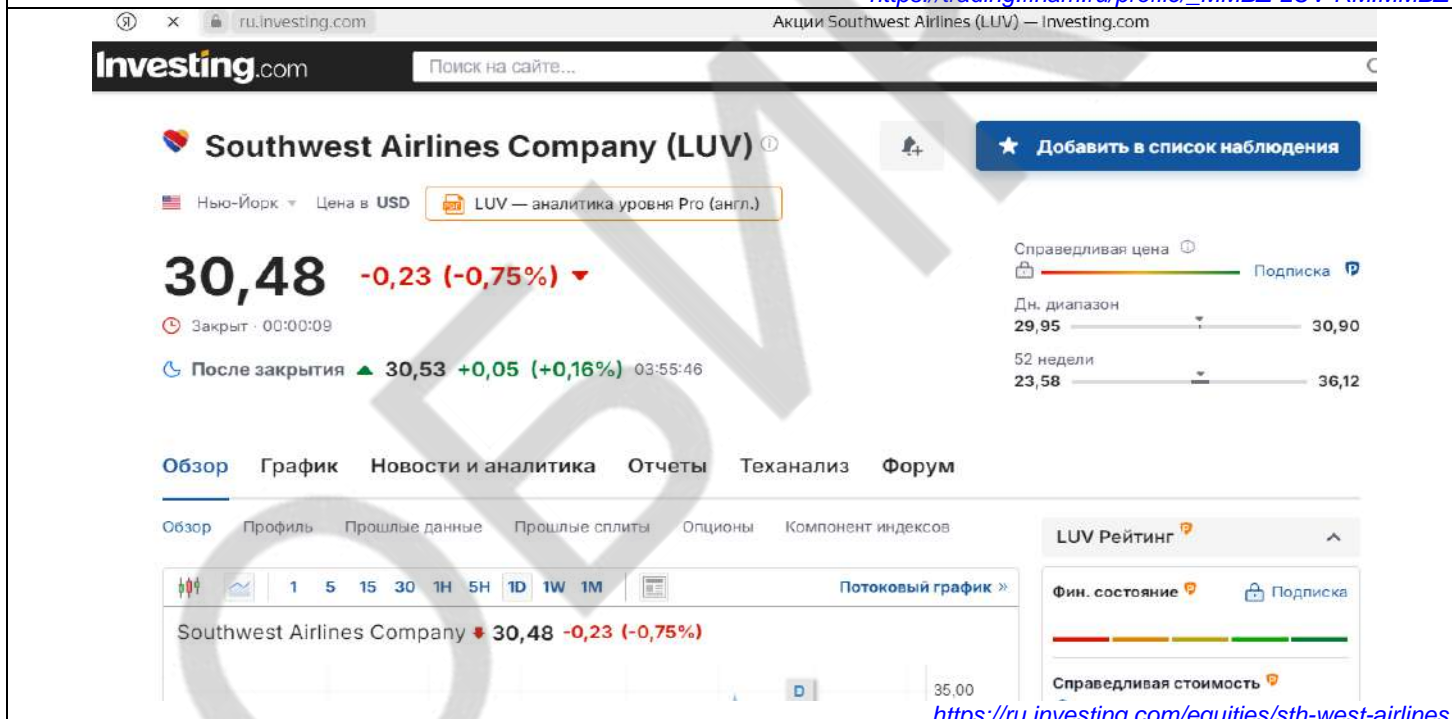 Я × ru.investing.com Акции Southwest Airlines (LUV) — Investing.com
Investing.com Поиск на сайте...
Southwest Airlines Company (LUV) Добавить в список наблюдения
Нью-Йорк Цена в USD LUV — аналитика уровня Pro (англ.)
30,48 -0,23 (-0,75%)
Закрыт · 00:00:09
После закрытия 30,53 +0,05 (+0,16%) 03:55:46
Справедливая цена
Подписка
Дн. диапазон
29,95 30,90
52 недели
23,58 36,12
Обзор График Новости и аналитика Отчеты Теханализ Форум
Обзор Профиль Прошлые данные Прошлые сплиты Опционы Компонент индексов
1 5 15 30 1H 5H 1D 1W 1M Потоковый график »
Southwest Airlines Company 30,48 -0,23 (-0,75%)
D 35,00
LUV Рейтинг
Фин. состояние Подписка
Справедливая стоимость
https://ru.investing.com/equities/sth-west-airlines
ОБИК